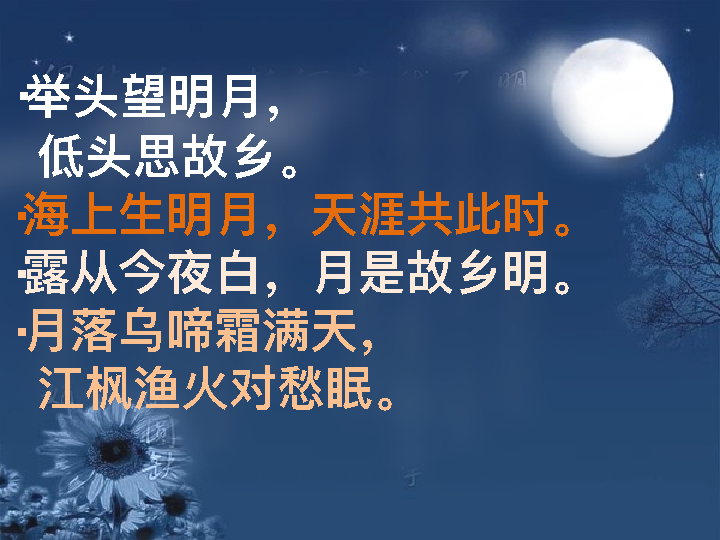 ·举头望明月，
低头思故乡。
·海上生明月，天涯共此时。
·露从今夜白，月是故乡明。
·月落乌啼霜满天，
江枫渔火对愁眠。
于